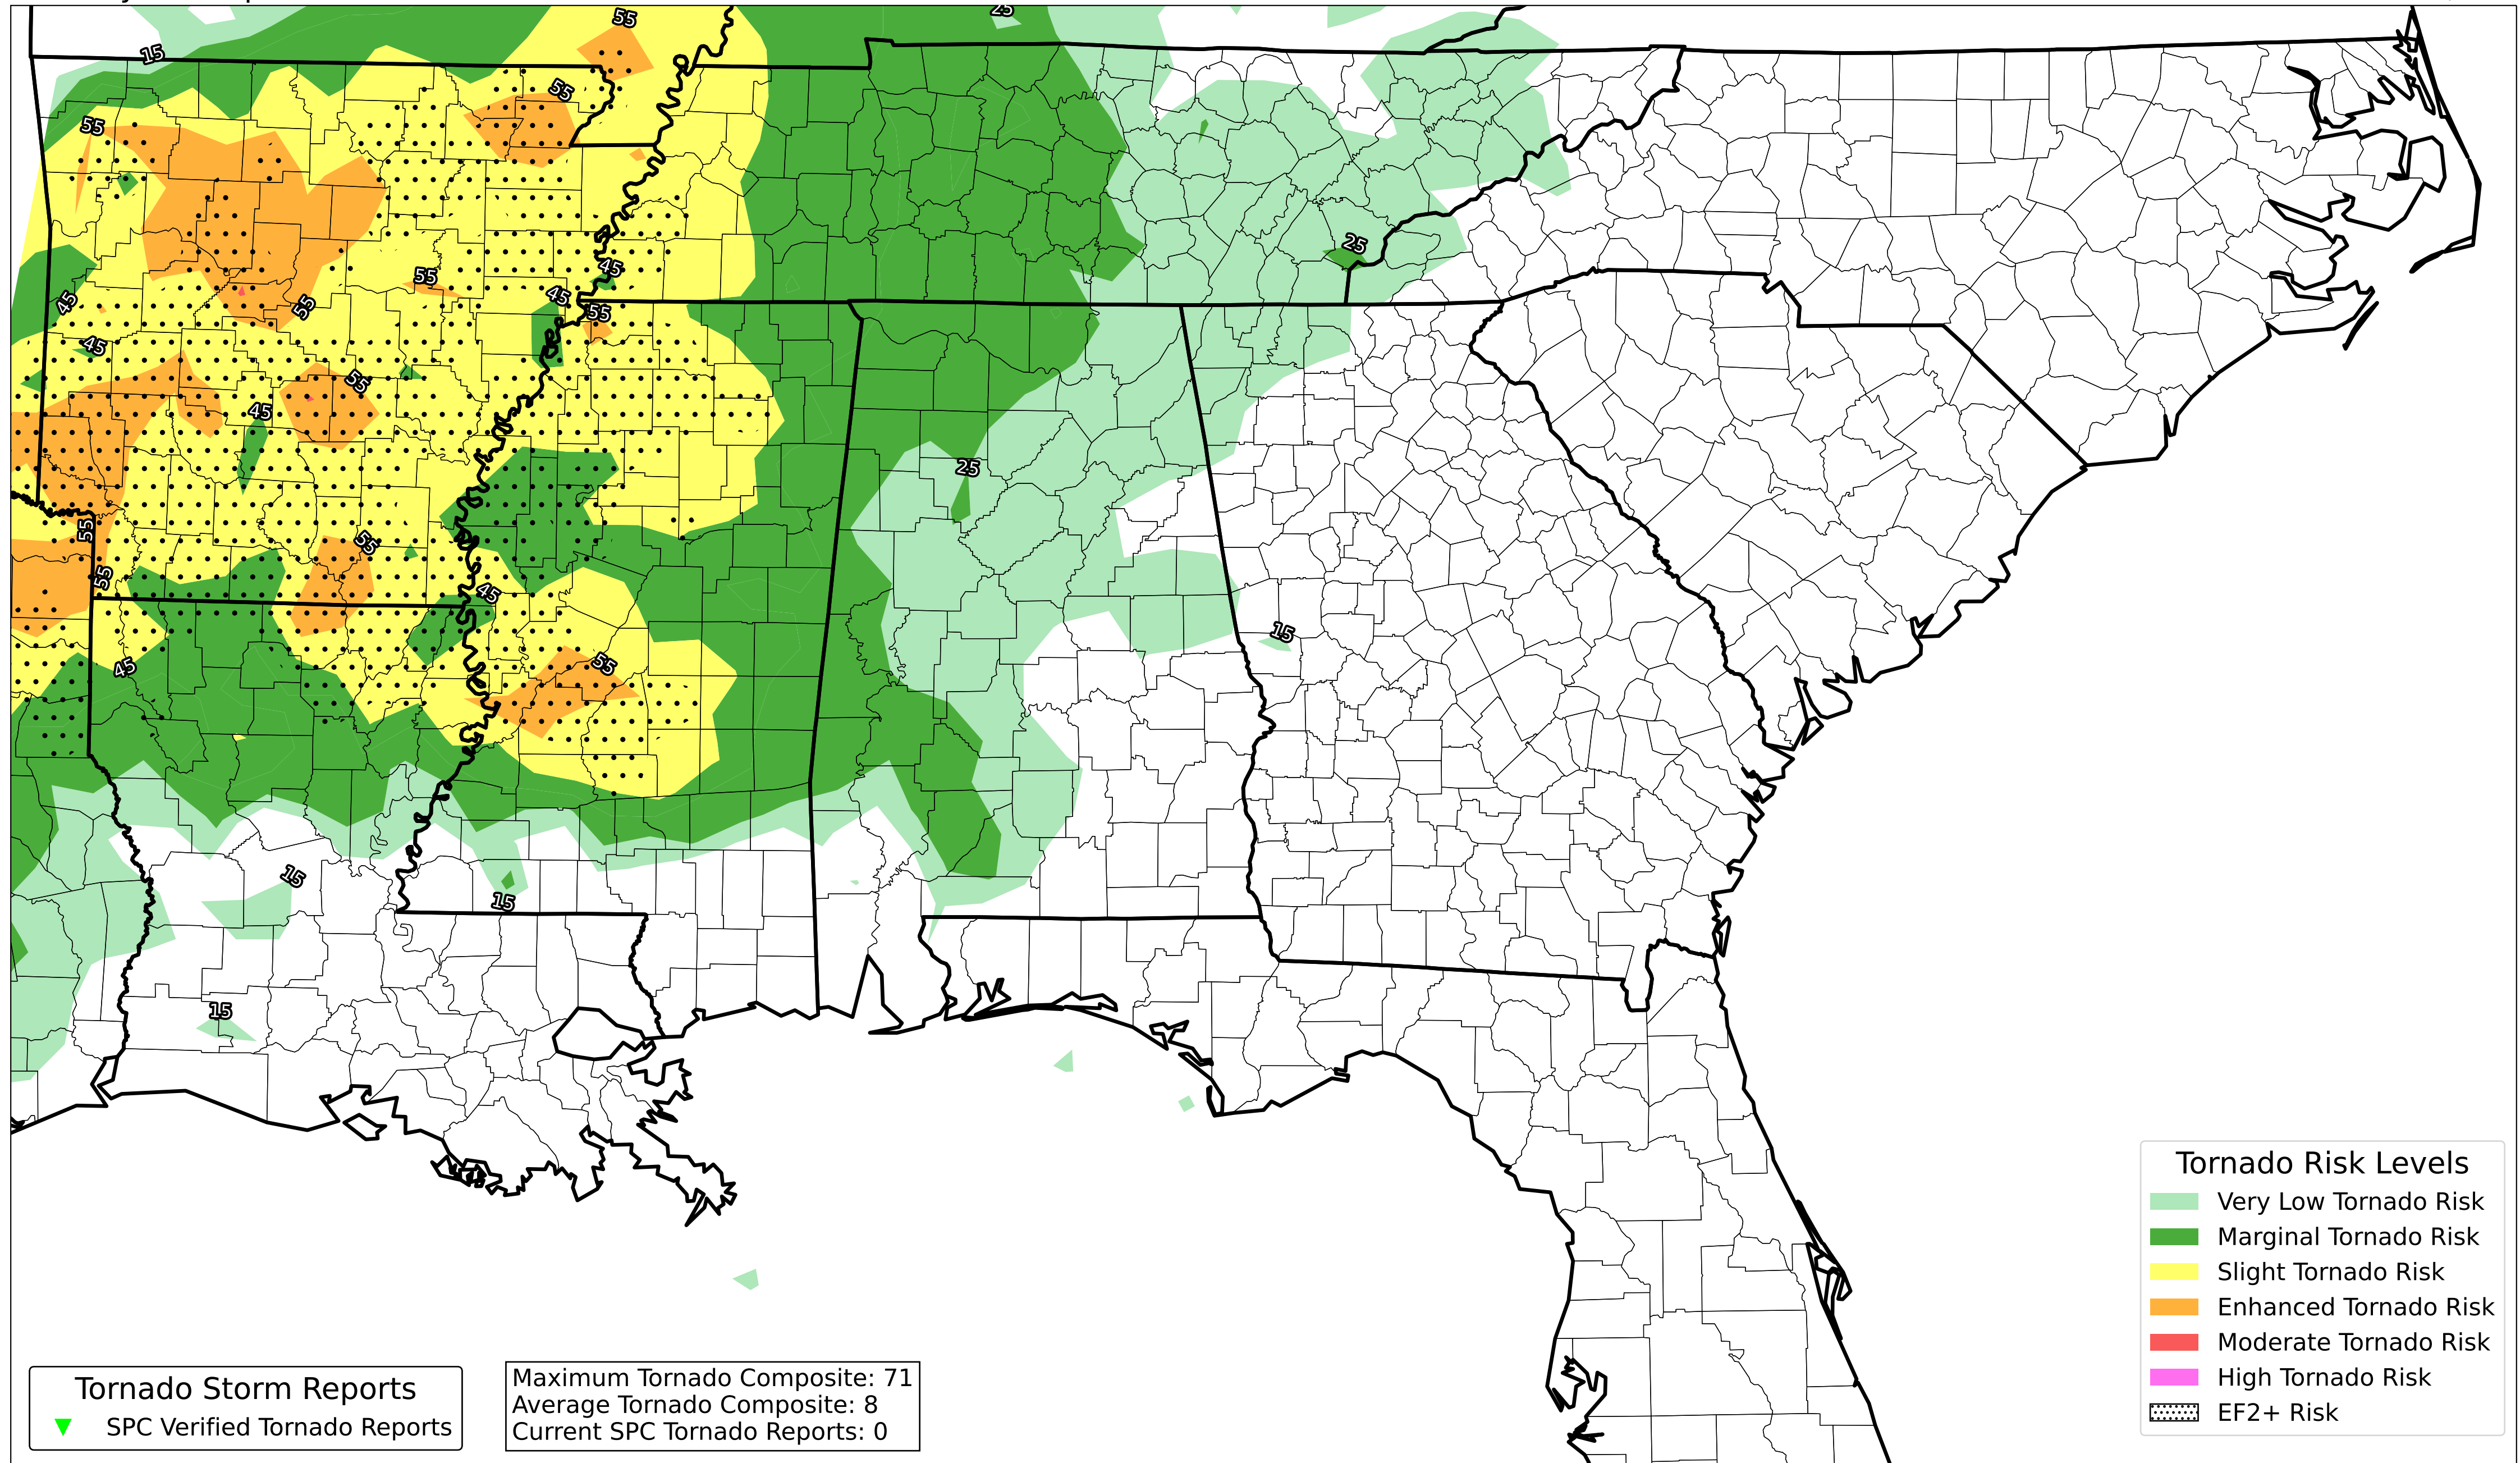 55
25
15
55
55
25
55
45
45
45
55
55
45
55
45
25
55
55
55
45
15
55
45
15
15
15
Tornado Risk Levels
Very Low Tornado Risk
Marginal Tornado Risk
Slight Tornado Risk
Enhanced Tornado Risk
Moderate Tornado Risk
High Tornado Risk
EF2+ Risk
Tornado Storm Reports
SPC Verified Tornado Reports
Maximum Tornado Composite: 71
Average Tornado Composite: 8
Current SPC Tornado Reports: 0